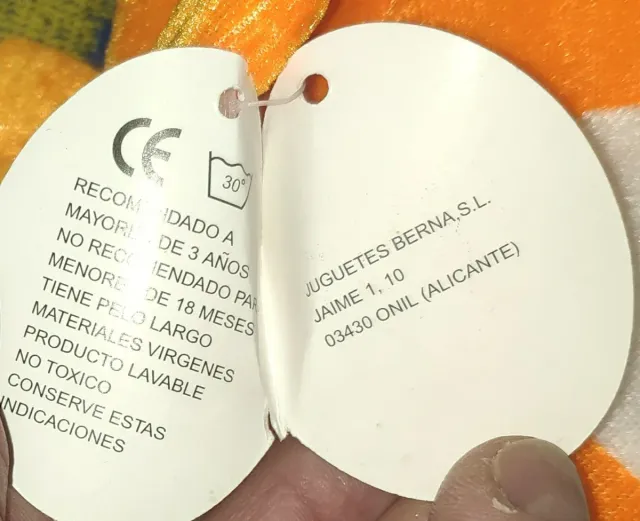 CE
30°
RECOMENDADO A
MAYORES DE 3 AÑOS
NO RECOMENDADO PARA
MENORES DE 18 MESES
TIENE PELO LARGO
MATERIALES VIRGENES
PRODUCTO LAVABLE
NO TOXICO
CONSERVE ESTAS
INDICACIONES
JUGUETES BERNA,S.L.
JAIME 1, 10
03430 ONIL (ALICANTE)